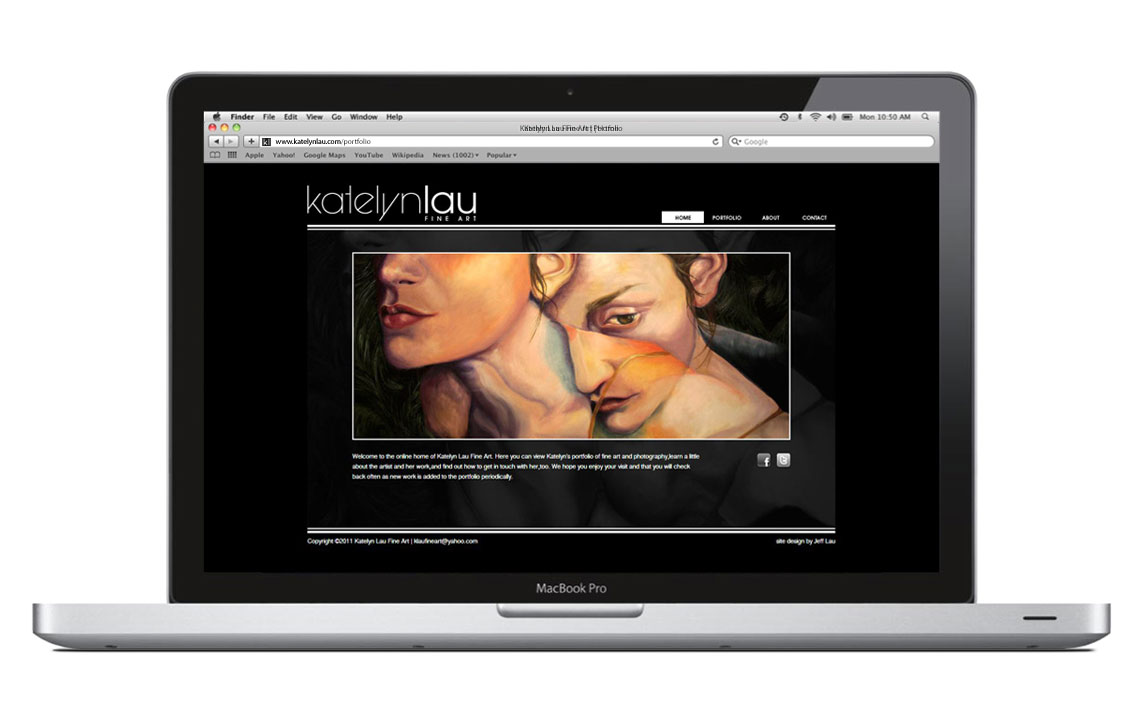 Finder File Edit View Go Window Help Mon 10:50 AM
Katelyn Lau Fine Art | Portfolio
www.katelynlau.com/portfolio Google
Apple Yahoo! Google Maps YouTube Wikipedia News (1002) Popular
katelynlau
FINE ART
HOME PORTFOLIO ABOUT CONTACT
Welcome to the online home of Katelyn Lau Fine Art. Here you can view Katelyn's portfolio of fine art and photography,learn a little
about the artist and her work,and find out how to get in touch with her,too. We hope you enjoy your visit and that you will check
back often as new work is added to the portfolio periodically.
Copyright ©2011 Katelyn Lau Fine Art | klaufineart@yahoo.com site design by Jeff Lau
MacBook Pro